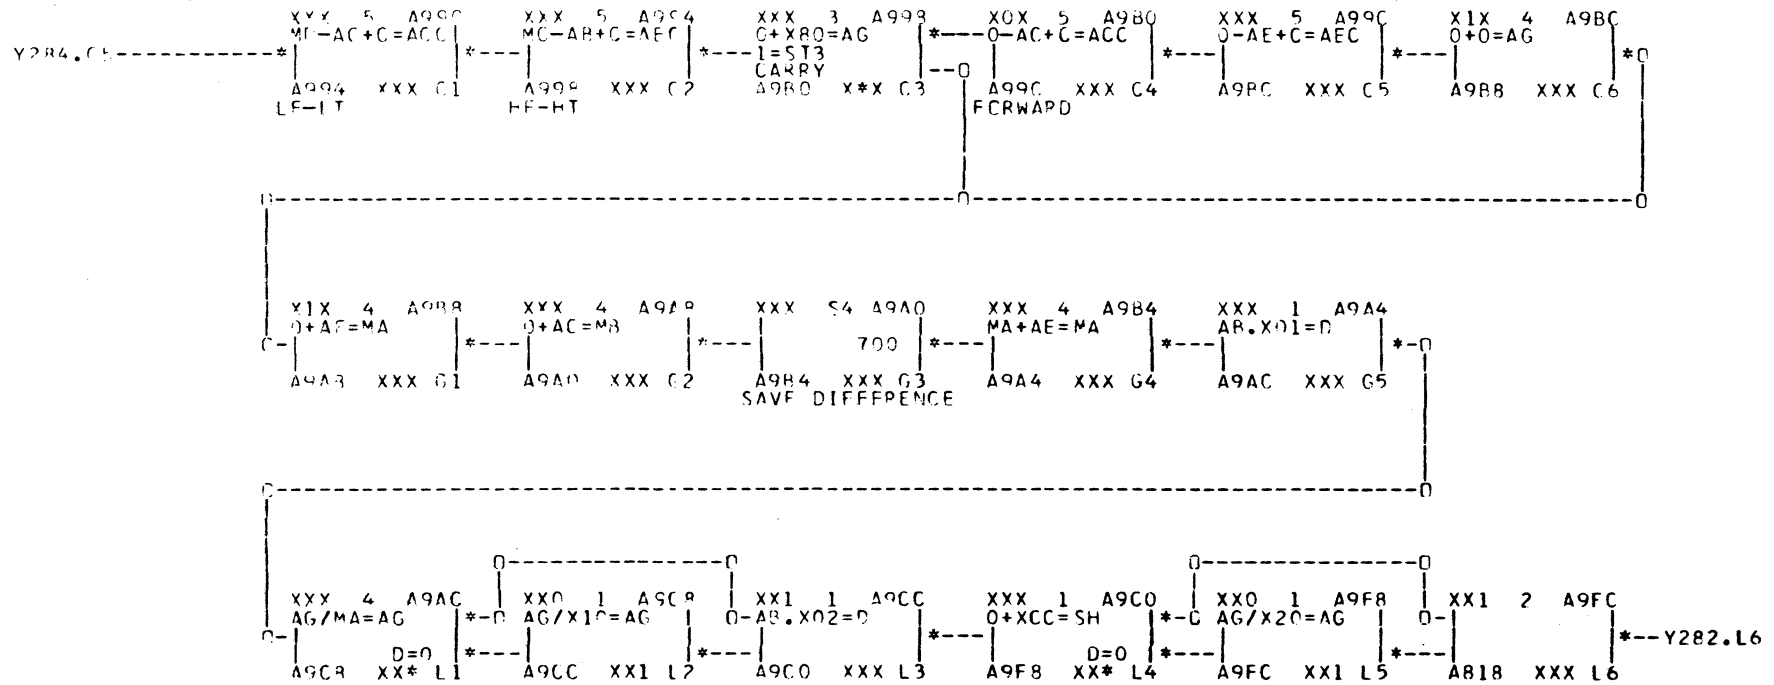 XXX 5 A990 XXX 5 A994 XXX 3 A998 X0X 5 A9B0 XXX 5 A99C X1X 4 A9BC
MC-AC+C=ACC MC-AB+C=AEC 0+X80=AG 0-AC+C=ACC 0-AE+C=AEC 0+0=AG
Y284.C5 1=ST3
CARRY
A994 XXX C1 A998 XXX C2 A9B0 X*X C3 A99C XXX C4 A9BC XXX C5 A9B8 XXX C6
LF-LT HF-HT FORWARD
X1X 4 A9B8 XXX 4 A9A8 XXX S4 A9A0 XXX 4 A9B4 XXX 1 A9A4
0+AE=MA 0+AC=MB MA+AE=MA AB.X01=D
700
A9A8 XXX G1 A9A0 XXX G2 A9B4 XXX G3 A9A4 XXX G4 A9AC XXX G5
SAVE DIFFERENCE
XXX 4 A9AC XX0 1 A9C8 XX1 1 A9CC XXX 1 A9C0 XX0 1 A9F8 XX1 2 A9FC
AG/MA=AG AG/X10=AG AB.X02=D 0+XCC=SH AG/X20=AG
Y282.L6
D=0 D=0
A9C8 XX* L1 A9CC XX1 L2 A9C0 XXX L3 A9F8 XX* L4 A9FC XX1 L5 A818 XXX L6